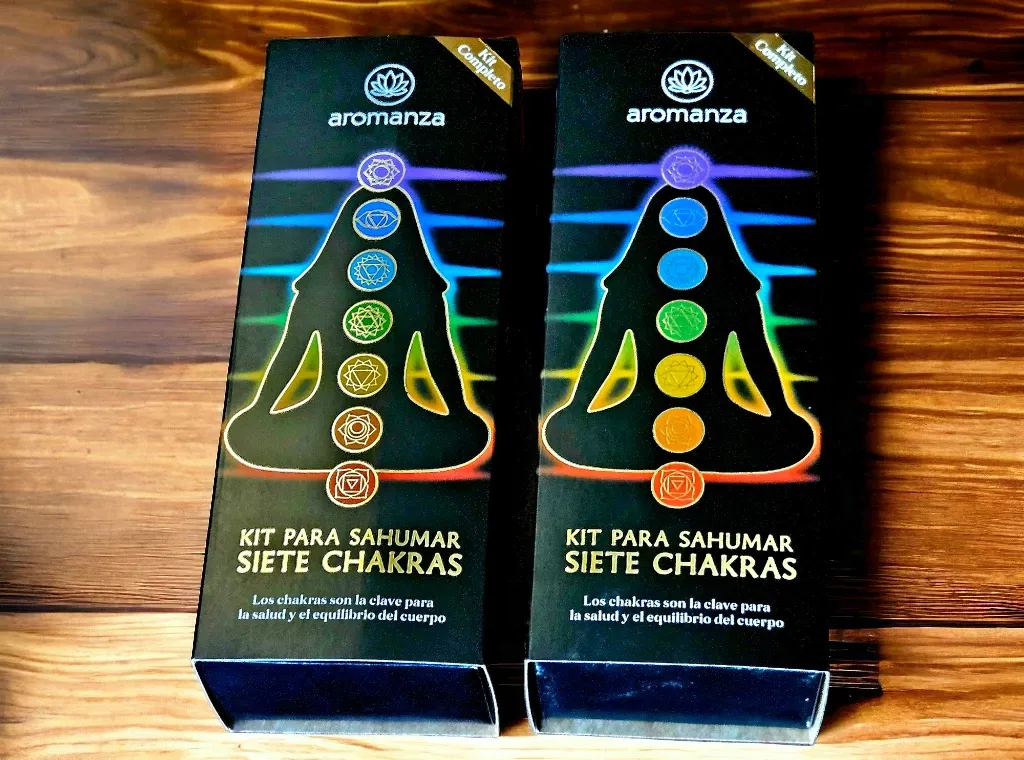 Kit
Completo
aromanza
KIT PARA SAHUMAR
SIETE CHAKRAS
Los chakras son la clave para
la salud y el equilibrio del cuerpo
Kit
Completo
aromanza
KIT PARA SAHUMAR
SIETE CHAKRAS
Los chakras son la clave para
la salud y el equilibrio del cuerpo